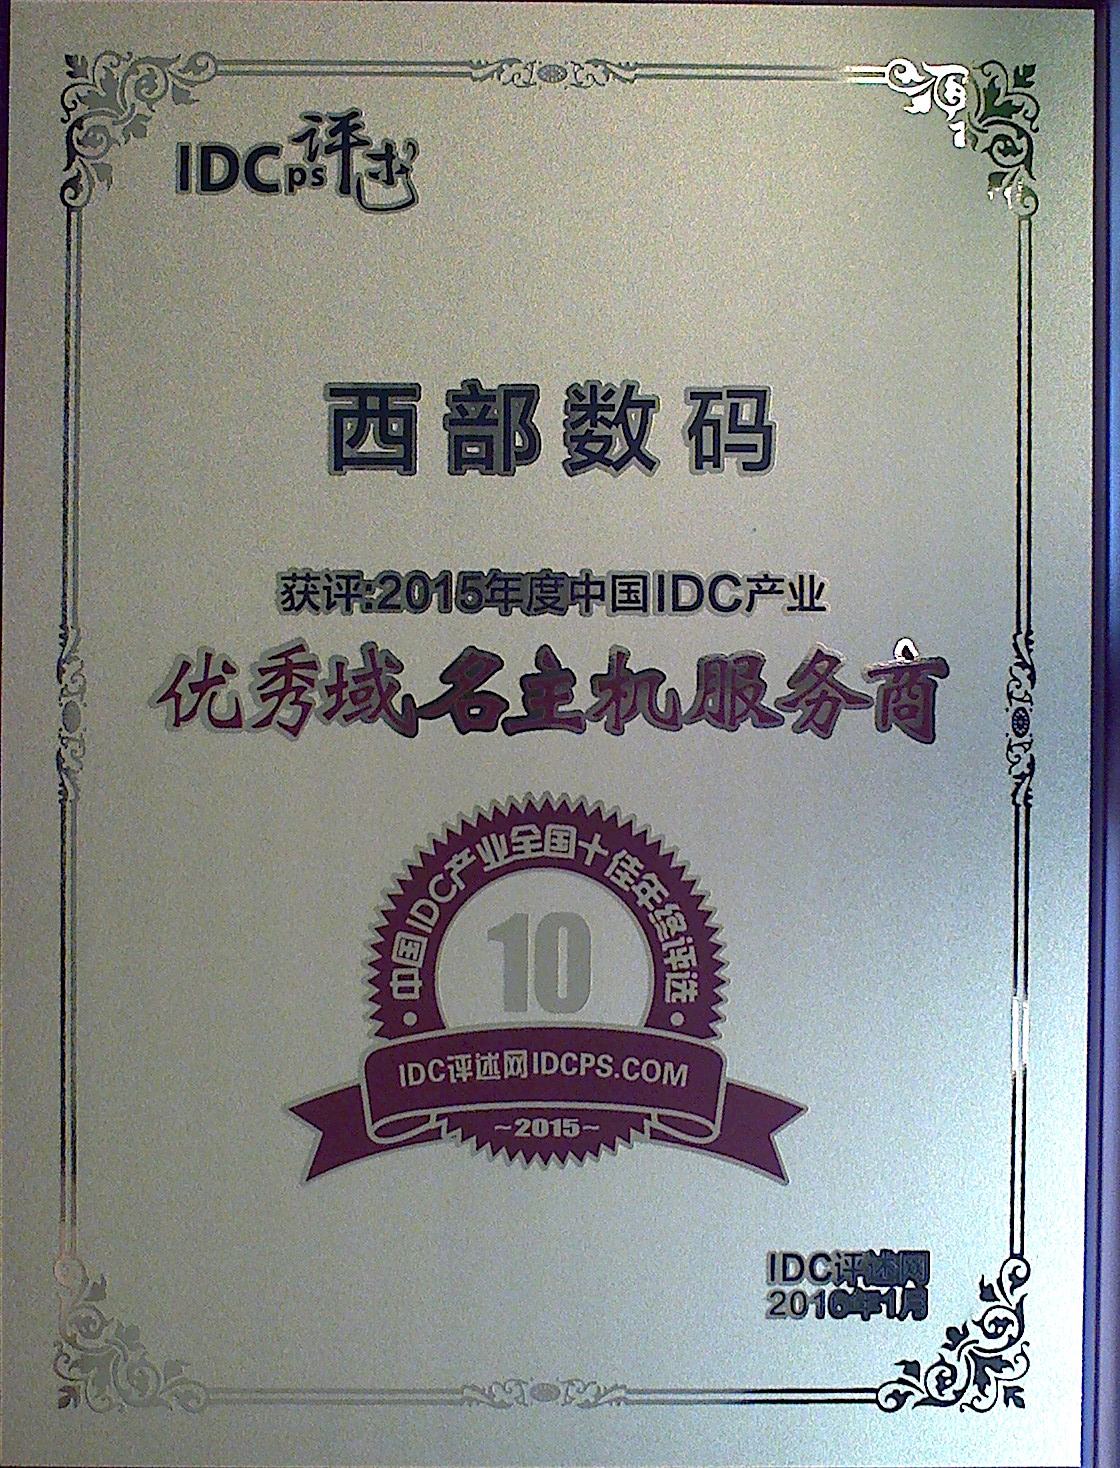 IDCps评述
西部数码
获评:2015年度中国IDC产业
优秀域名主机服务商
·中国IDC产业全国十佳年终评选·
10
IDC评述网IDCPS.COM
~2015~
IDC评述网
2016年1月